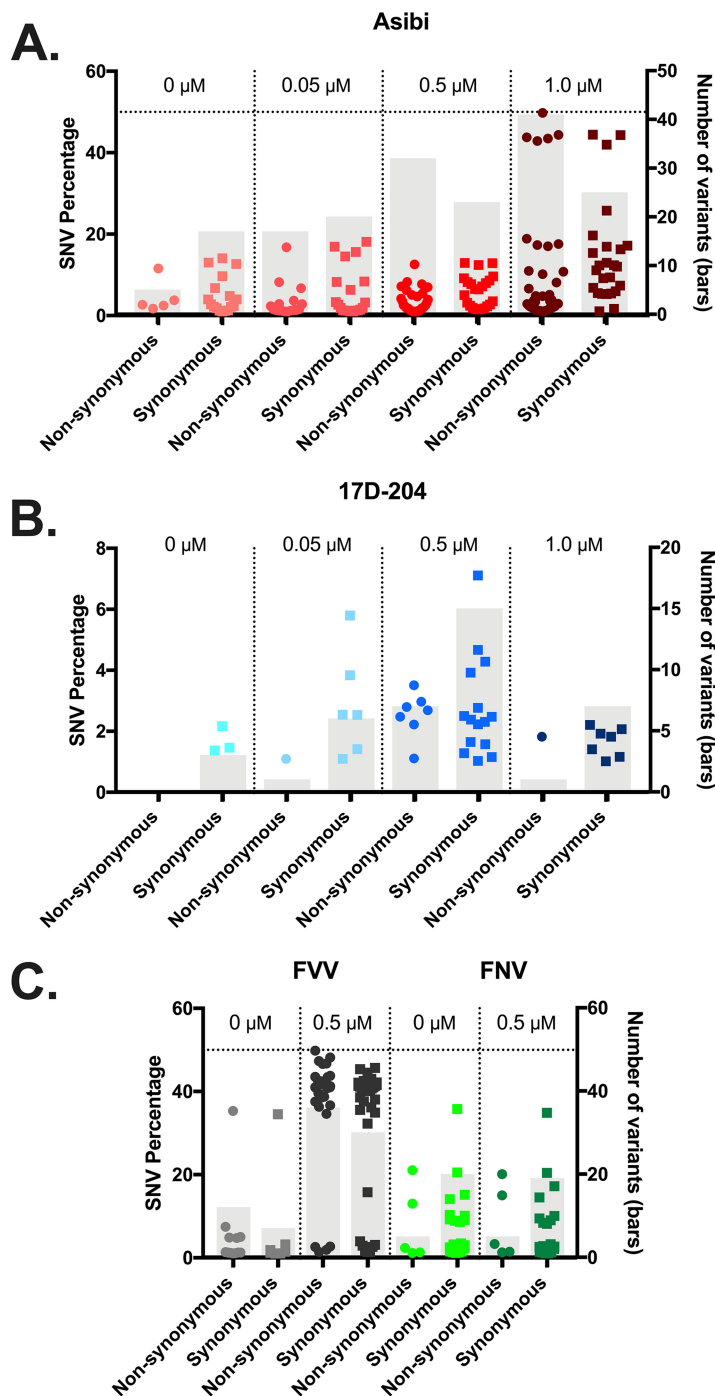 A.
Asibi
SNV Percentage
60
40
20
0
0 µM
0.05 µM
0.5 µM
1.0 µM
50
40
30
20
10
0
Number of variants (bars)
Non-synonymous
Synonymous
Non-synonymous
Synonymous
Non-synonymous
Synonymous
Non-synonymous
Synonymous
B.
17D-204
SNV Percentage
8
6
4
2
0
0 µM
0.05 µM
0.5 µM
1.0 µM
20
15
10
5
0
Number of variants (bars)
Non-synonymous
Synonymous
Non-synonymous
Synonymous
Non-synonymous
Synonymous
Non-synonymous
Synonymous
C.
FVV
FNV
SNV Percentage
60
40
20
0
0 µM
0.5 µM
0 µM
0.5 µM
60
40
20
0
Number of variants (bars)
Non-synonymous
Synonymous
Non-synonymous
Synonymous
Non-synonymous
Synonymous
Non-synonymous
Synonymous